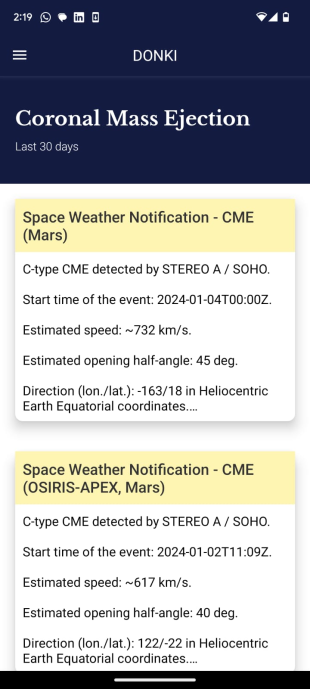 2:19
DONKI
Coronal Mass Ejection
Last 30 days
Space Weather Notification - CME
(Mars)
C-type CME detected by STEREO A / SOHO.
Start time of the event: 2024-01-04T00:00Z.
Estimated speed: ~732 km/s.
Estimated opening half-angle: 45 deg.
Direction (lon./lat.): -163/18 in Heliocentric
Earth Equatorial coordinates....
Space Weather Notification - CME
(OSIRIS-APEX, Mars)
C-type CME detected by STEREO A / SOHO.
Start time of the event: 2024-01-02T11:09Z.
Estimated speed: ~617 km/s.
Estimated opening half-angle: 40 deg.
Direction (lon./lat.): 122/-22 in Heliocentric
Earth Equatorial coordinates....